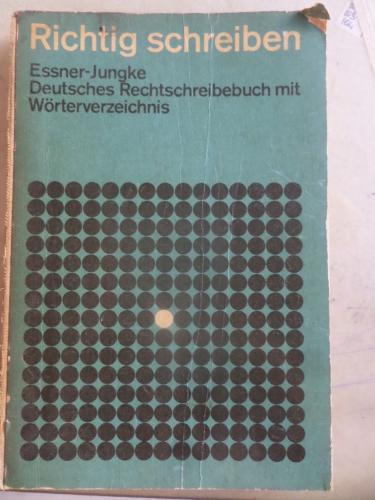 Richtig schreiben
Essner-Jungke
Deutsches Rechtschreibebuch mit
Wörterverzeichnis